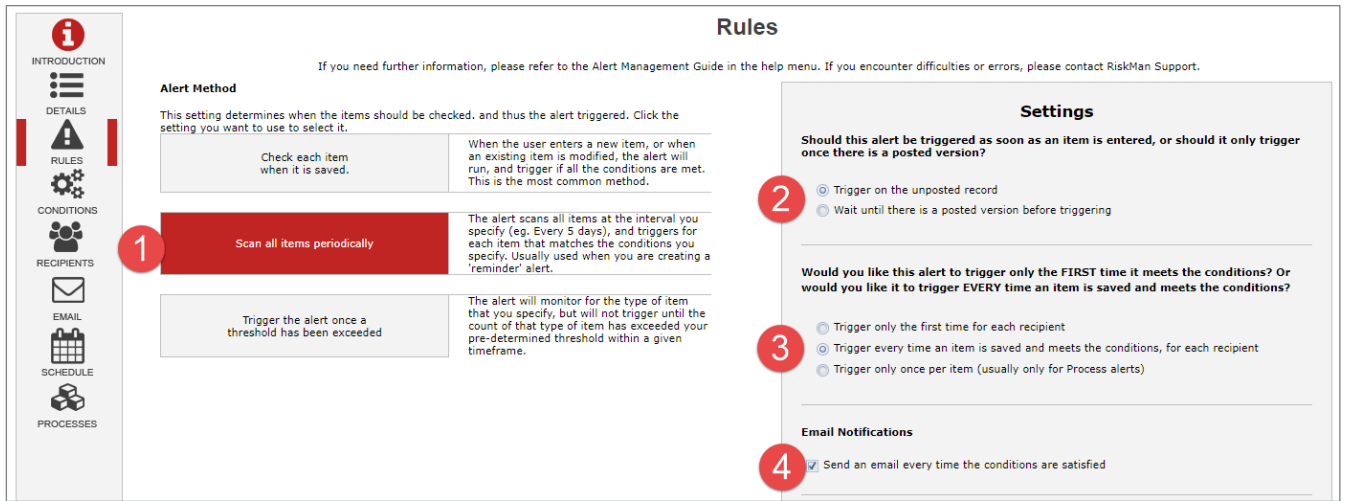 Rules
If you need further information, please refer to the Alert Management Guide in the help menu. If you encounter difficulties or errors, please contact RiskMan Support.
INTRODUCTION
DETAILS
RULES
CONDITIONS
RECIPIENTS
EMAIL
SCHEDULE
PROCESSES
Alert Method
This setting determines when the items should be checked. and thus the alert triggered. Click the
setting you want to use to select it.
Check each item
when it is saved.
When the user enters a new item, or when
an existing item is modified, the alert will
run, and trigger if all the conditions are met.
This is the most common method.
1
Scan all items periodically
The alert scans all items at the interval you
specify (eg. Every 5 days), and triggers for
each item that matches the conditions you
specify. Usually used when you are creating a
'reminder' alert.
Trigger the alert once a
threshold has been exceeded
The alert will monitor for the type of item
that you specify, but will not trigger until the
count of that type of item has exceeded your
pre-determined threshold within a given
timeframe.
Settings
Should this alert be triggered as soon as an item is entered, or should it only trigger
once there is a posted version?
2
Trigger on the unposted record
Wait until there is a posted version before triggering
Would you like this alert to trigger only the FIRST time it meets the conditions? Or
would you like it to trigger EVERY time an item is saved and meets the conditions?
3
Trigger only the first time for each recipient
Trigger every time an item is saved and meets the conditions, for each recipient
Trigger only once per item (usually only for Process alerts)
Email Notifications
4
Send an email every time the conditions are satisfied